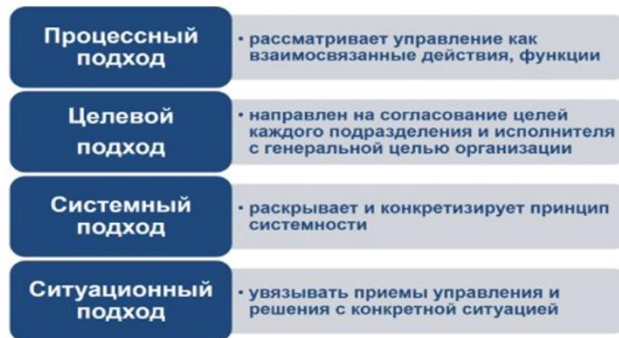 Процессный
подход
• рассматривает управление как
взаимосвязанные действия, функции
Целевой
подход
• направлен на согласование целей
каждого подразделения и исполнителя
с генеральной целью организации
Системный
подход
• раскрывает и конкретизирует принцип
системности
Ситуационный
подход
• увязывать приемы управления и
решения с конкретной ситуацией